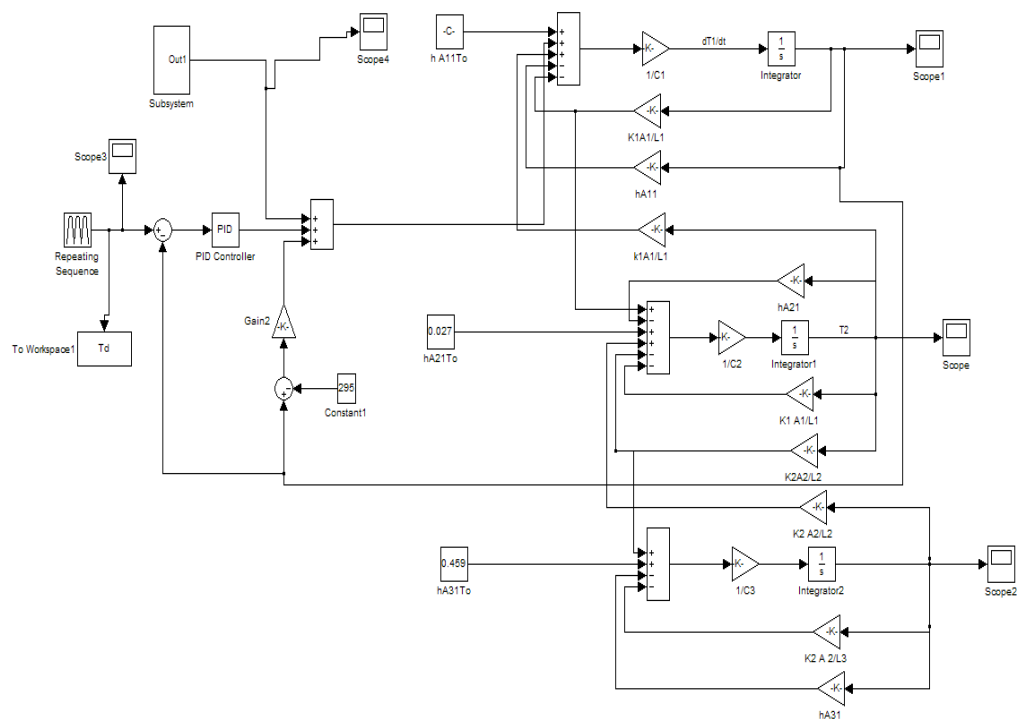 -C-
h A11To
Out1
Subsystem
Scope4
+
+
+
−
−
K-
1/C1
dT1/dt
1
s
Integrator
Scope1
-K-
K1A1/L1
-K-
hA11
Scope3
Repeating
Sequence
+
−
PID
PID Controller
+
+
+
-K-
k1A1/L1
-K-
hA21
Gain2
-K-
To Workspace1
Td
0.027
hA21To
+
−
+
+
−
−
K-
1/C2
1
s
Integrator1
T2
Scope
295
Constant1
−
+
-K-
K1 A1/L1
-K-
K2A2/L2
-K-
K2 A2/L2
0.459
hA31To
+
+
−
−
K-
1/C3
1
s
Integrator2
Scope2
-K-
K2 A 2/L3
-K-
hA31